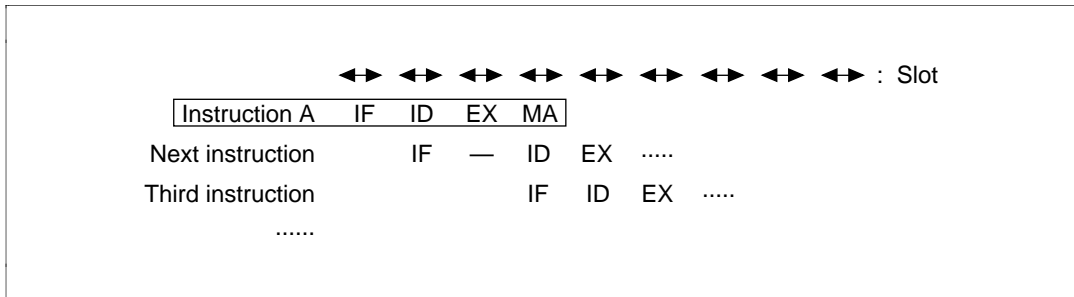 : Slot
Instruction A IF ID EX MA
Next instruction IF — ID EX .....
Third instruction IF ID EX .....
......